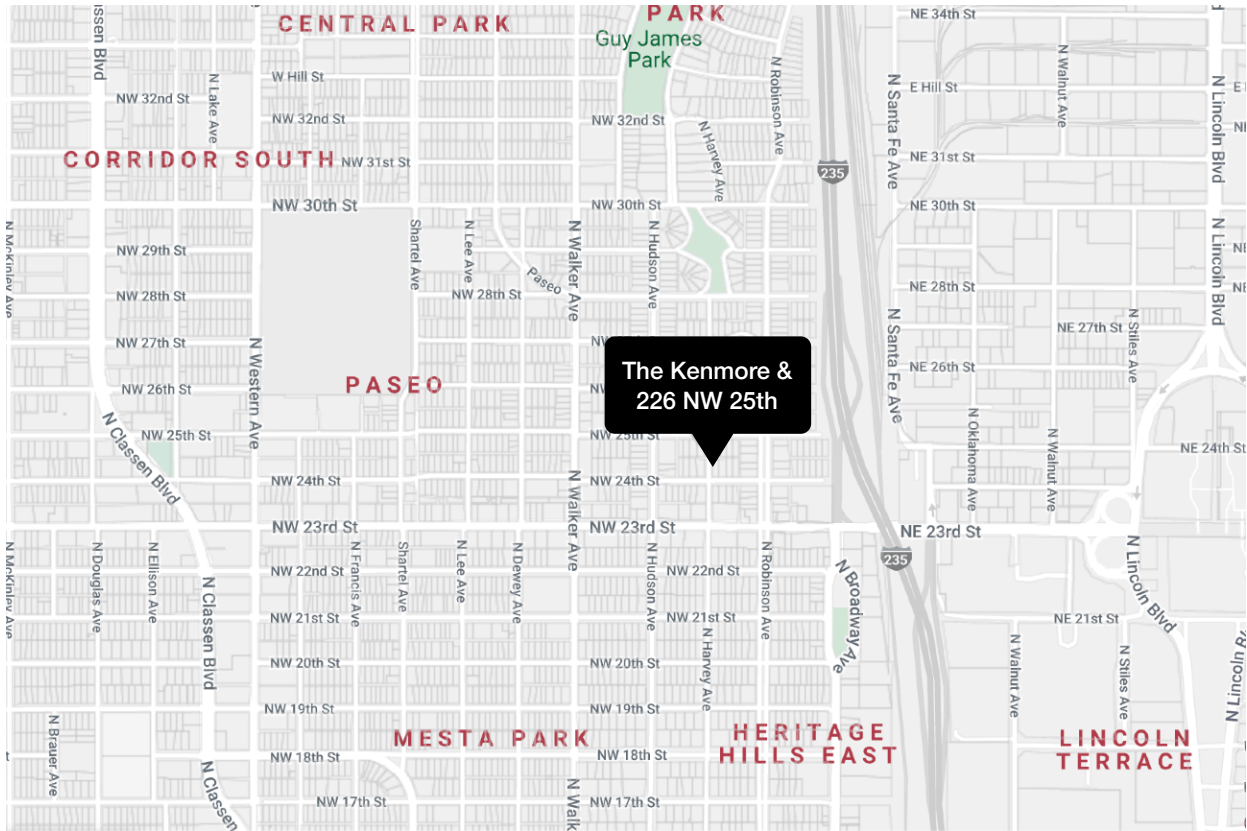 CENTRAL PARK
PARK
NE 34th St
Guy James
Park
W Hill St
E Hill St
N Walnut Ave
N Lake Ave
N Robinson Ave
N Santa Fe Ave
N Lincoln Blvd
NW 32nd St
NW 32nd St
NW 32nd St
N Harvey Ave
CORRIDOR SOUTH
NW 31st St
NE 31st St
235
NW 30th St
NW 30th St
NE 30th St
N McKinley Ave
NW 29th St
Shartel Ave
N Lee Ave
N Walker Ave
N Hudson Ave
N Lincoln Blvd
NW 28th St
Paseo
NW 28th St
NE 28th St
NW 27th St
N Western Ave
N Santa Fe Ave
NE 27th St
N Stiles Ave
The Kenmore &
226 NW 25th
NW 26th St
PASEO
NE 26th St
N Classen Blvd
NW 25th St
NW 25th St
N Oklahoma Ave
N Walnut Ave
NE 24th St
NW 24th St
N Walker Ave
NW 24th St
NW 23rd St
NW 23rd St
NE 23rd St
235
N McKinley Ave
N Douglas Ave
N Ellison Ave
N Classen Blvd
NW 22nd St
N Francis Ave
Shartel Ave
N Lee Ave
N Dewey Ave
N Hudson Ave
NW 22nd St
N Robinson Ave
N Broadway Ave
N Lincoln Blvd
NW 21st St
NW 21st St
NE 21st St
NW 20th St
NW 20th St
N Harvey Ave
N Walnut Ave
N Stiles Ave
NW 19th St
NW 19th St
N Brauer Ave
MESTA PARK
HERITAGE
HILLS EAST
LINCOLN
TERRACE
NW 18th St
NW 18th St
N Classen
NW 17th St
NW 17th St